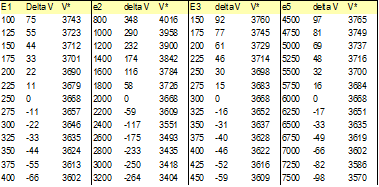 E1 delta V V* e2 delta V V* E3 delta V V* e5 delta V V*
100 75 3743 800 348 4016 150 92 3760 4500 97 3765
125 55 3723 1000 290 3958 175 77 3745 4750 81 3749
150 44 3712 1200 232 3900 200 61 3729 5000 69 3737
175 33 3701 1400 174 3842 225 46 3714 5250 48 3716
200 22 3690 1600 116 3784 250 30 3698 5500 32 3700
225 11 3679 1800 58 3726 275 15 3683 5750 16 3684
250 0 3668 2000 0 3668 300 0 3668 6000 0 3668
275 -11 3657 2200 -59 3609 325 -16 3652 6250 -17 3651
300 -22 3646 2400 -117 3551 350 -31 3637 6500 -33 3635
325 -33 3635 2600 -175 3493 375 -40 3628 6750 -49 3619
350 -44 3624 2800 -233 3435 400 -46 3622 7000 -66 3602
375 -55 3613 3000 -250 3418 425 -52 3616 7250 -82 3586
400 -66 3602 3200 -264 3404 450 -59 3609 7500 -98 3570